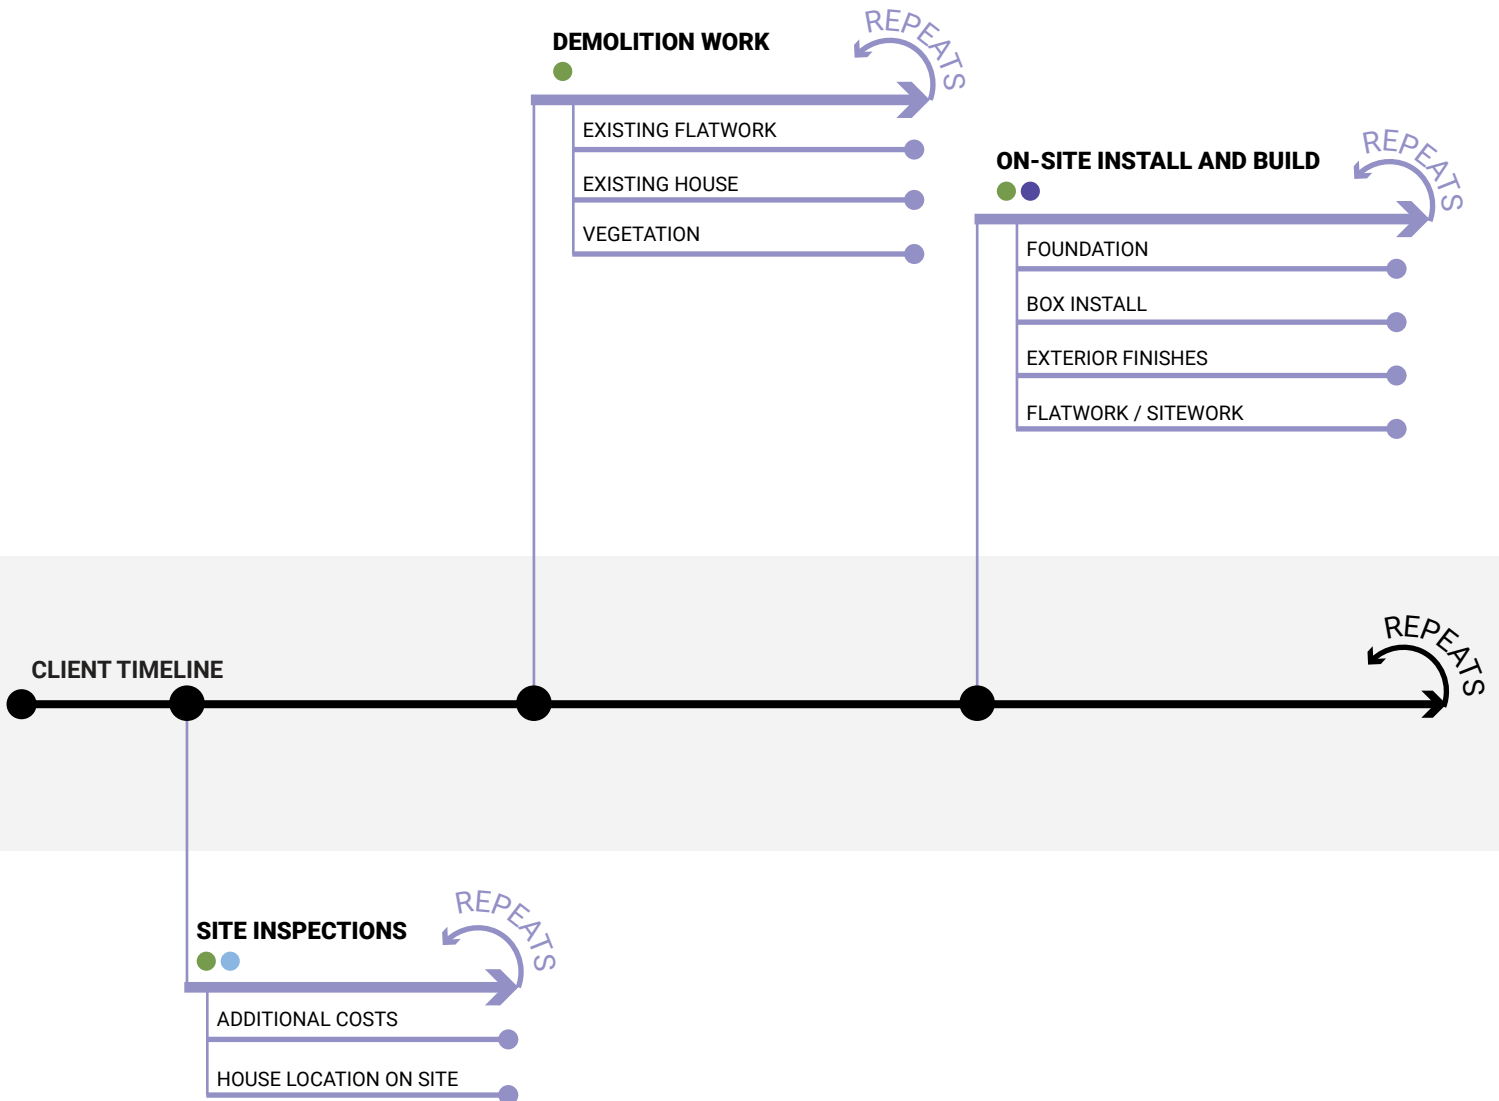 DEMOLITION WORK
REPEATS
EXISTING FLATWORK
EXISTING HOUSE
VEGETATION
ON-SITE INSTALL AND BUILD
REPEATS
FOUNDATION
BOX INSTALL
EXTERIOR FINISHES
FLATWORK / SITEWORK
CLIENT TIMELINE
REPEATS
SITE INSPECTIONS
REPEATS
ADDITIONAL COSTS
HOUSE LOCATION ON SITE